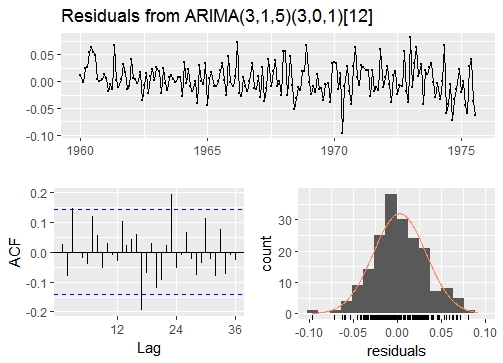 Residuals from ARIMA(3,1,5)(3,0,1)[12]
0.05
0.00
-0.05
-0.10
1960 1965 1970 1975
ACF
0.2
0.1
0.0
-0.1
-0.2
12 24 36
Lag
count
30
20
10
0
-0.10 -0.05 0.00 0.05 0.10
residuals